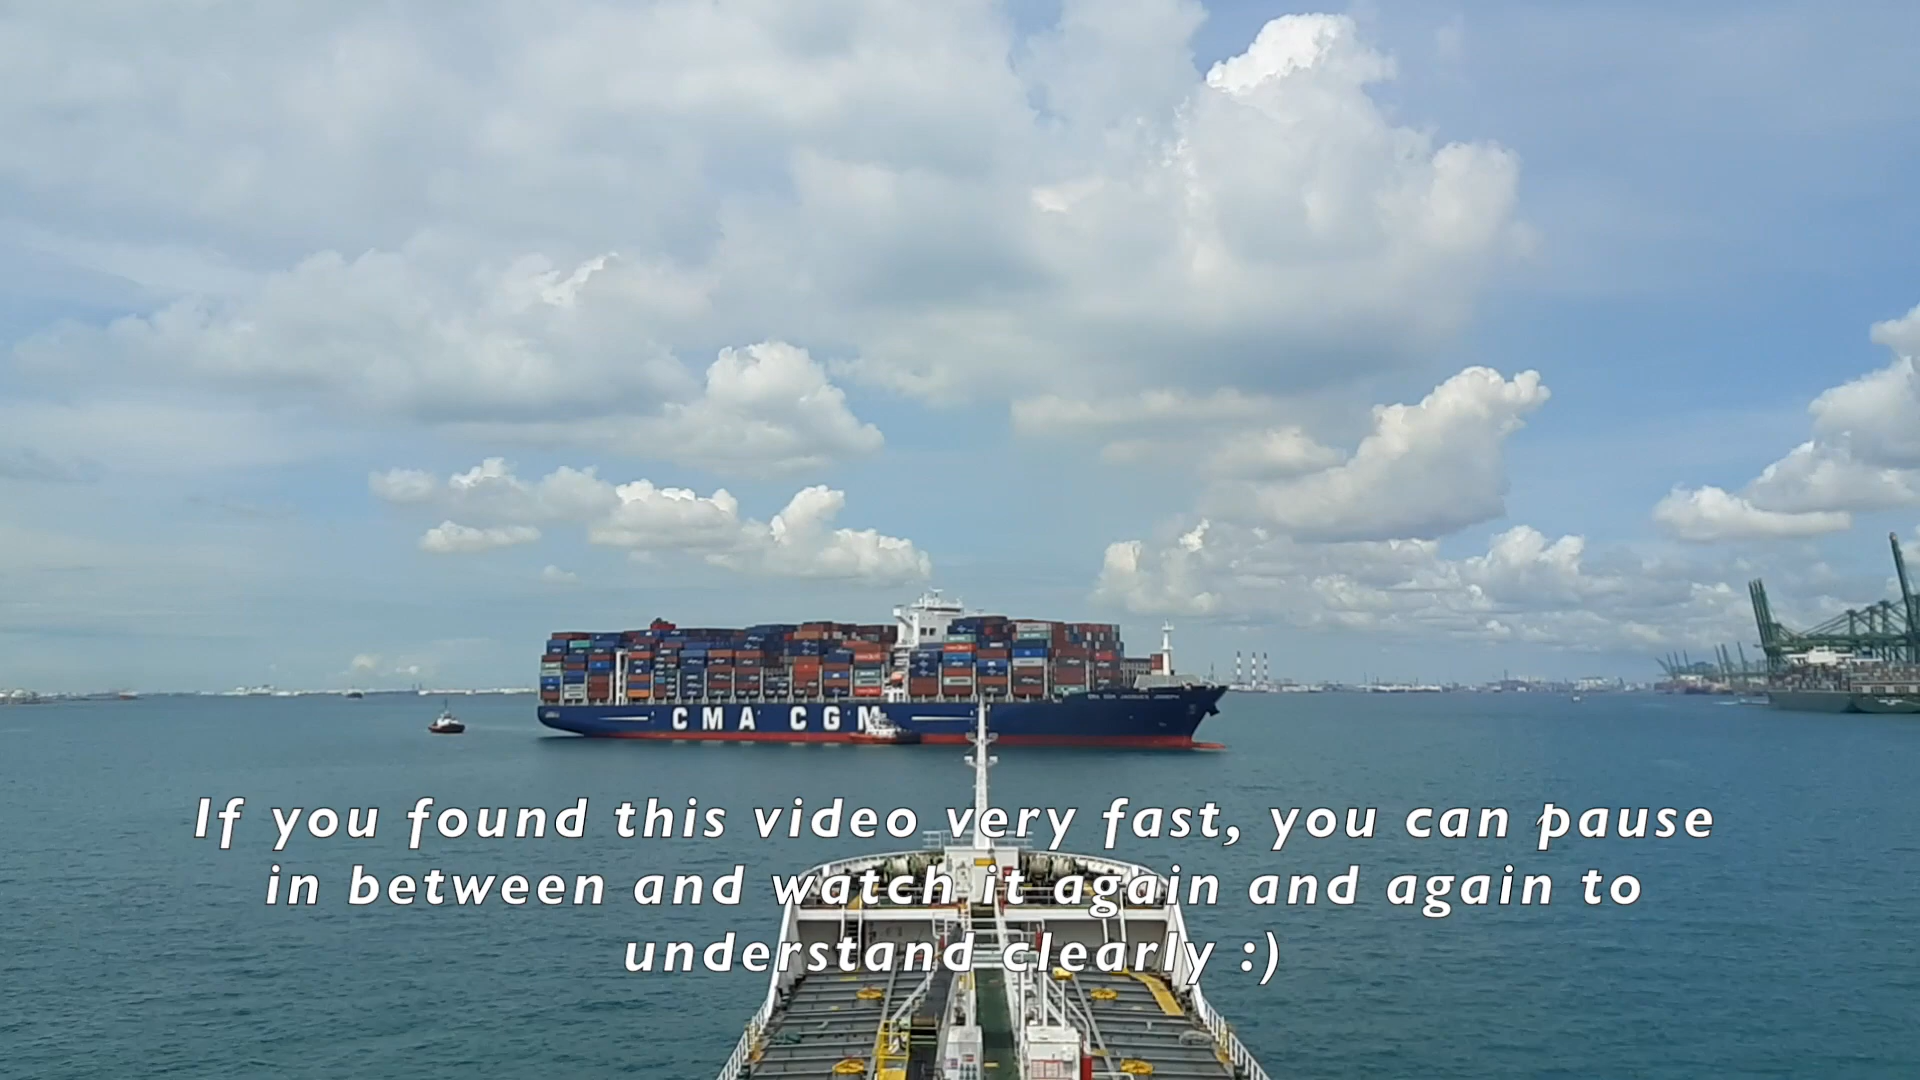 CMA CGM
If you found this video very fast, you can pause
in between and watch it again and again to
understand clearly :)